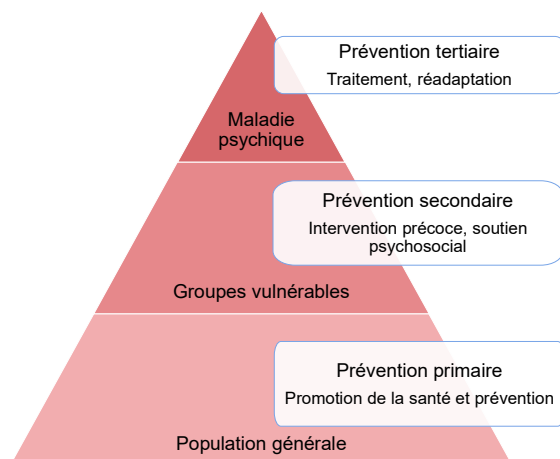 Prévention tertiaire
Traitement, réadaptation
Maladie
psychique
Prévention secondaire
Intervention précoce, soutien
psychosocial
Groupes vulnérables
Prévention primaire
Promotion de la santé et prévention
Population générale